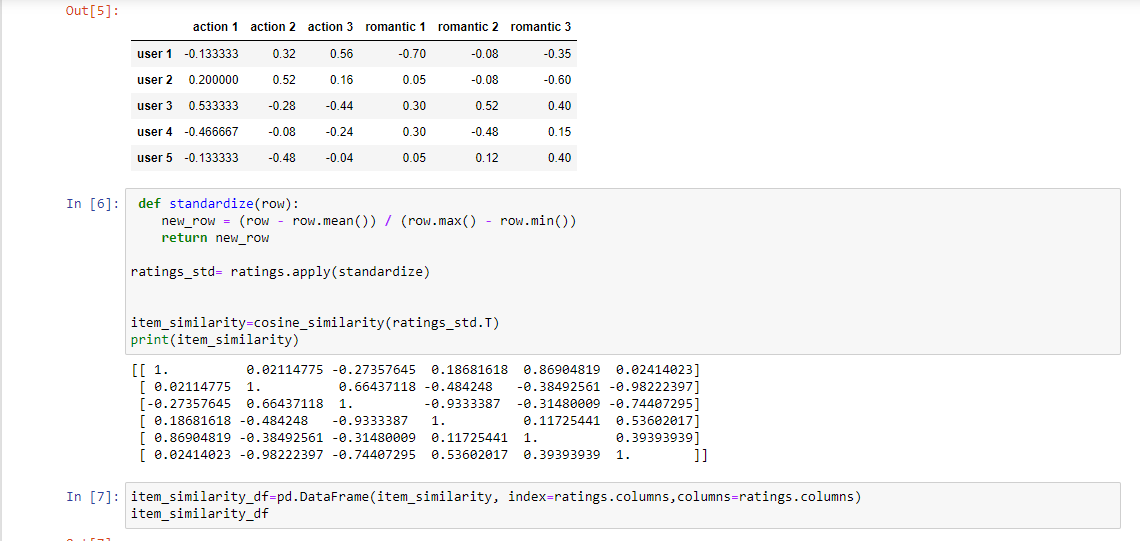 Out[5]:
action 1 action 2 action 3 romantic 1 romantic 2 romantic 3
user 1 -0.133333 0.32 0.56 -0.70 -0.08 -0.35
user 2 0.200000 0.52 0.16 0.05 -0.08 -0.60
user 3 0.533333 -0.28 -0.44 0.30 0.52 0.40
user 4 -0.466667 -0.08 -0.24 0.30 -0.48 0.15
user 5 -0.133333 -0.48 -0.04 0.05 0.12 0.40
In [6]: def standardize(row):
new_row = (row - row.mean()) / (row.max() - row.min())
return new_row
ratings_std= ratings.apply(standardize)
item_similarity=cosine_similarity(ratings_std.T)
print(item_similarity)
[[ 1. 0.02114775 -0.27357645 0.18681618 0.86904819 0.02414023]
[ 0.02114775 1. 0.66437118 -0.484248 -0.38492561 -0.98222397]
[-0.27357645 0.66437118 1. -0.9333387 -0.31480009 -0.74407295]
[ 0.18681618 -0.484248 -0.9333387 1. 0.11725441 0.53602017]
[ 0.86904819 -0.38492561 -0.31480009 0.11725441 1. 0.39393939]
[ 0.02414023 -0.98222397 -0.74407295 0.53602017 0.39393939 1. ]]
In [7]: item_similarity_df=pd.DataFrame(item_similarity, index=ratings.columns,columns=ratings.columns)
item_similarity_df